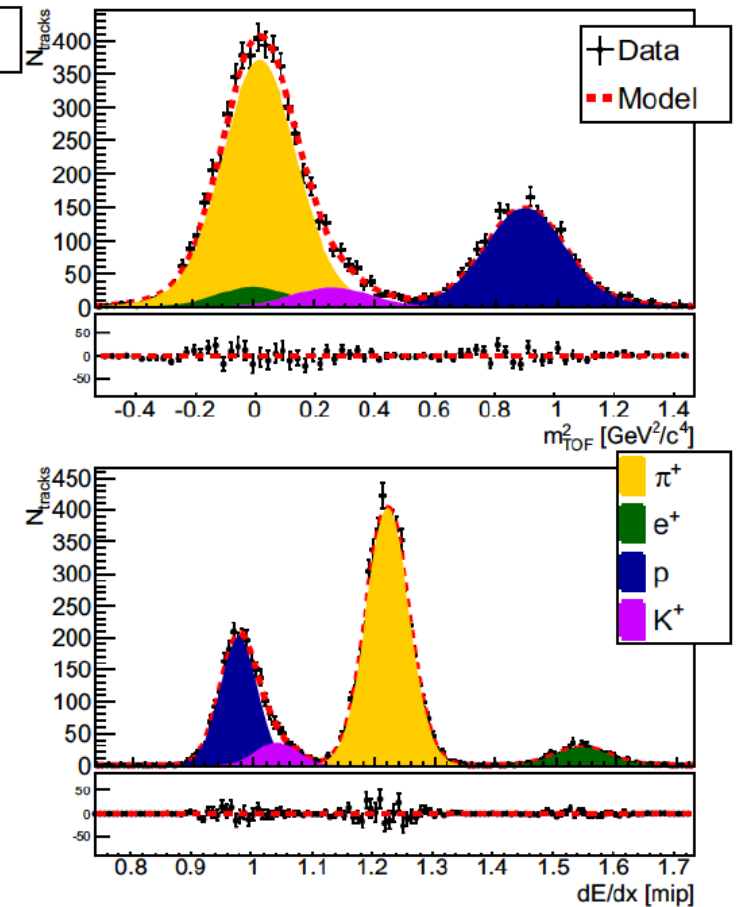 N_tracks
400
350
300
250
200
150
100
50
0
Data
Model
50
0
-50
-0.4 -0.2 0 0.2 0.4 0.6 0.8 1 1.2 1.4
m²_TOF [GeV²/c⁴]
N_tracks
450
400
350
300
250
200
150
100
50
0
π⁺
e⁺
p
K⁺
50
0
-50
0.8 0.9 1 1.1 1.2 1.3 1.4 1.5 1.6 1.7
dE/dx [mip]